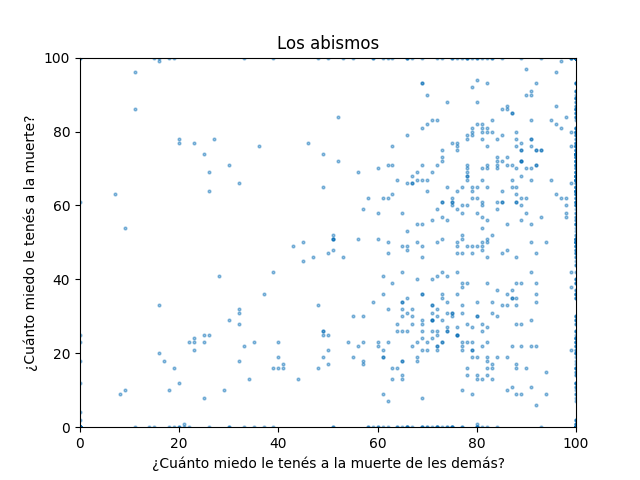 Los abismos
¿Cuánto miedo le tenés a la muerte?
100
80
60
40
20
0
0 20 40 60 80 100
¿Cuánto miedo le tenés a la muerte de les demás?